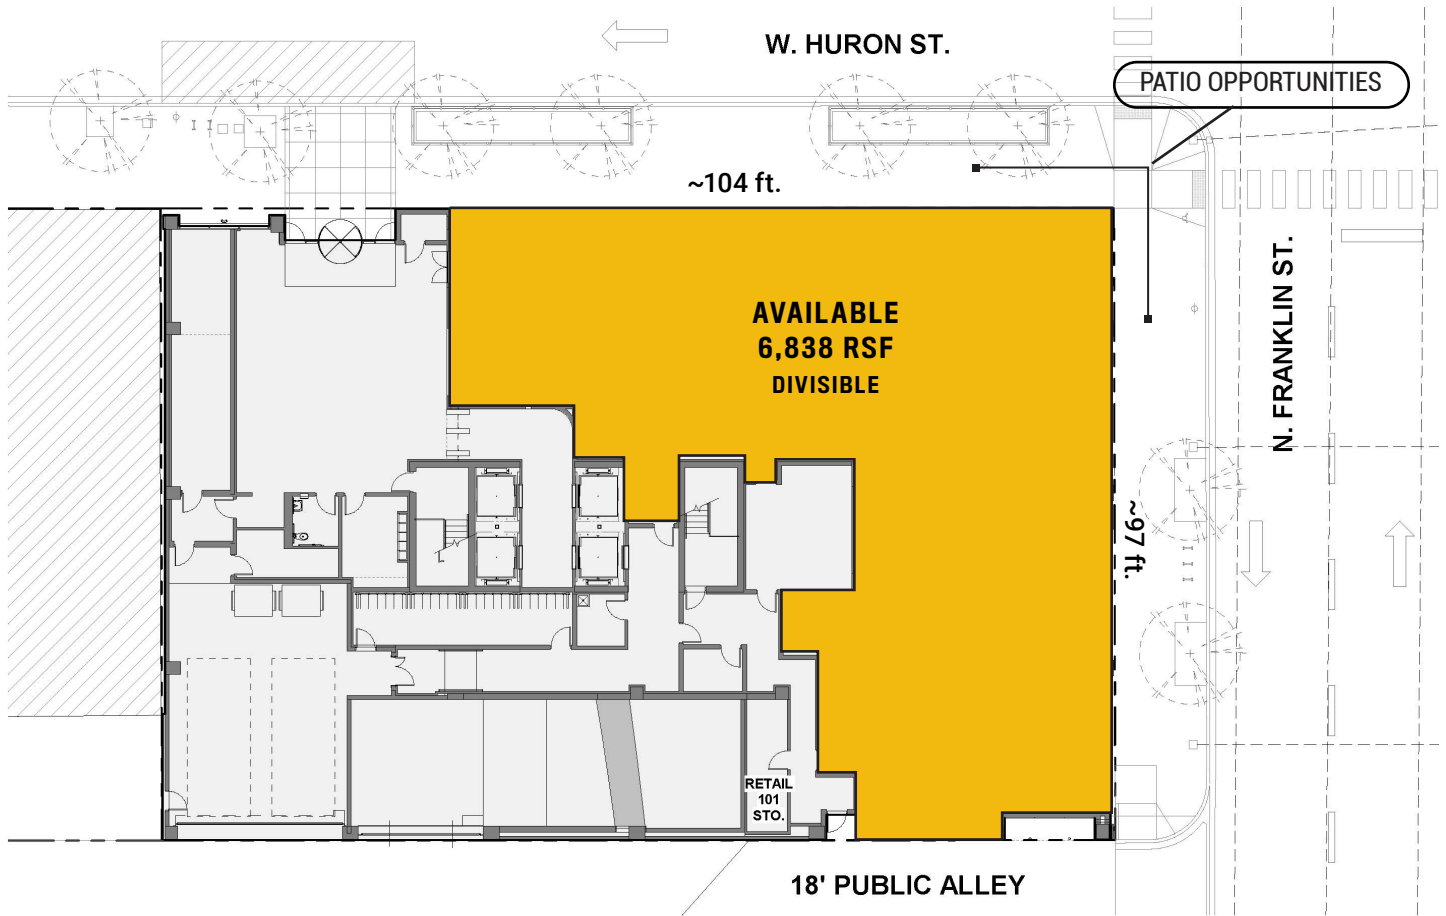 W. HURON ST.
PATIO OPPORTUNITIES
~104 ft.
AVAILABLE
6,838 RSF
DIVISIBLE
N. FRANKLIN ST.
~97 ft.
RETAIL
101
STO.
18' PUBLIC ALLEY